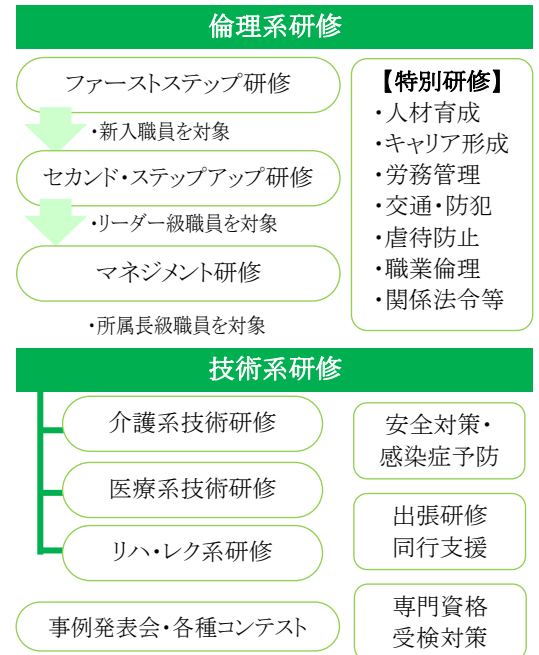 倫理系研修
ファーストステップ研修
・新入職員を対象
セカンド・ステップアップ研修
・リーダー級職員を対象
マネジメント研修
・所属長級職員を対象
【特別研修】
・人材育成
・キャリア形成
・労務管理
・交通・防犯
・虐待防止
・職業倫理
・関係法令等
技術系研修
介護系技術研修
医療系技術研修
リハ・レク系研修
事例発表会・各種コンテスト
安全対策・
感染症予防
出張研修
同行支援
専門資格
受検対策